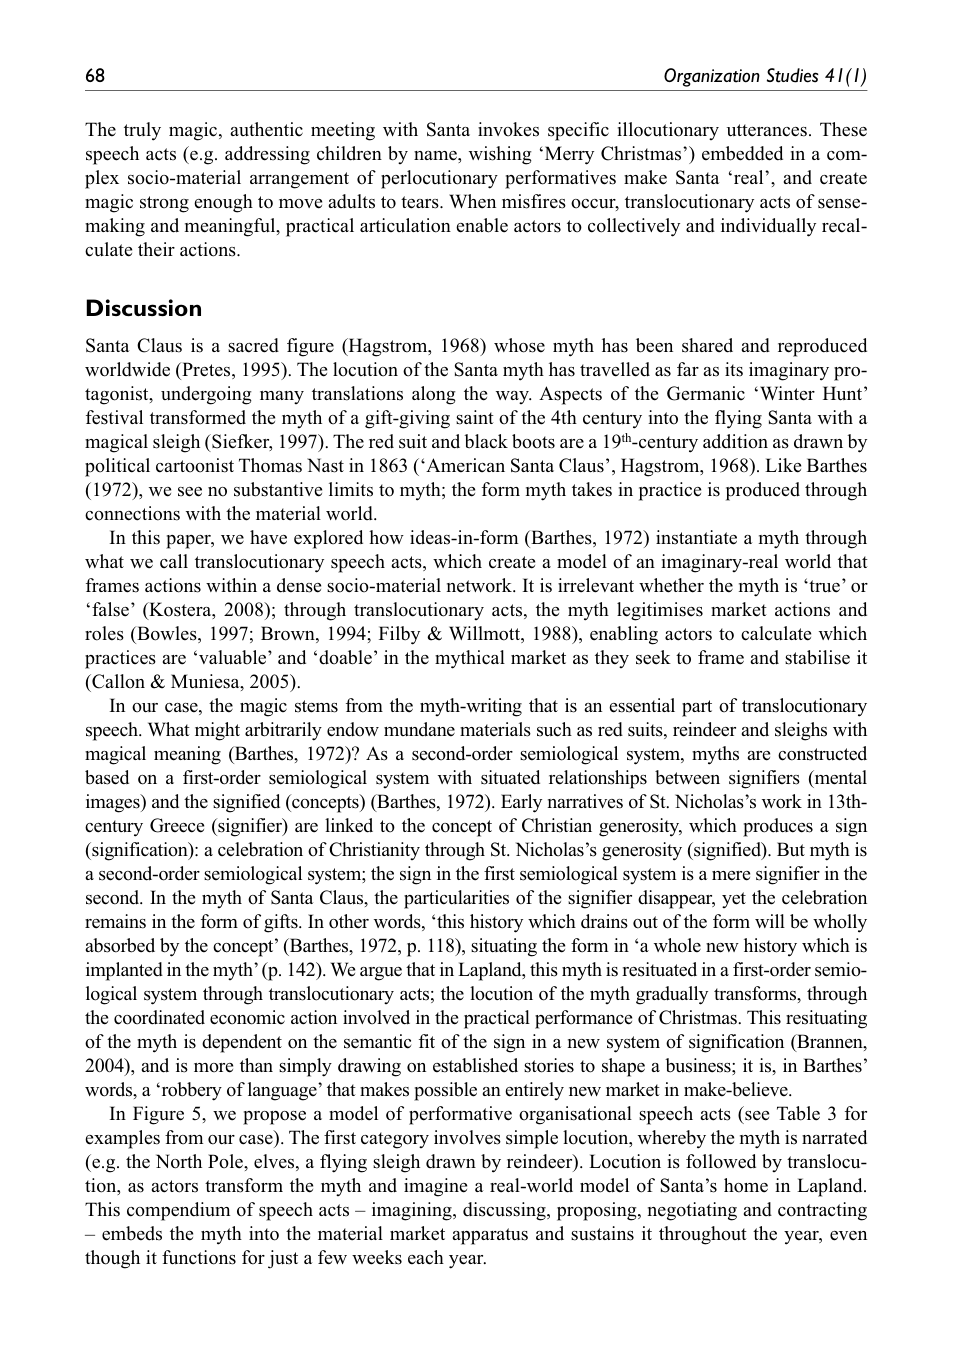 68
Organization Studies 41(1)
The truly magic, authentic meeting with Santa invokes specific illocutionary utterances. These
speech acts (e.g. addressing children by name, wishing ‘Merry Christmas’) embedded in a com-
plex socio-material arrangement of perlocutionary performatives make Santa ‘real’, and create
magic strong enough to move adults to tears. When misfires occur, translocutionary acts of sense-
making and meaningful, practical articulation enable actors to collectively and individually recal-
culate their actions.
Discussion
Santa Claus is a sacred figure (Hagstrom, 1968) whose myth has been shared and reproduced
worldwide (Pretes, 1995). The locution of the Santa myth has travelled as far as its imaginary pro-
tagonist, undergoing many translations along the way. Aspects of the Germanic ‘Winter Hunt’
festival transformed the myth of a gift-giving saint of the 4th century into the flying Santa with a
magical sleigh (Siefker, 1997). The red suit and black boots are a 19th-century addition as drawn by
political cartoonist Thomas Nast in 1863 (‘American Santa Claus’, Hagstrom, 1968). Like Barthes
(1972), we see no substantive limits to myth; the form myth takes in practice is produced through
connections with the material world.
In this paper, we have explored how ideas-in-form (Barthes, 1972) instantiate a myth through
what we call translocutionary speech acts, which create a model of an imaginary-real world that
frames actions within a dense socio-material network. It is irrelevant whether the myth is ‘true’ or
‘false’ (Kostera, 2008); through translocutionary acts, the myth legitimises market actions and
roles (Bowles, 1997; Brown, 1994; Filby & Willmott, 1988), enabling actors to calculate which
practices are ‘valuable’ and ‘doable’ in the mythical market as they seek to frame and stabilise it
(Callon & Muniesa, 2005).
In our case, the magic stems from the myth-writing that is an essential part of translocutionary
speech. What might arbitrarily endow mundane materials such as red suits, reindeer and sleighs with
magical meaning (Barthes, 1972)? As a second-order semiological system, myths are constructed
based on a first-order semiological system with situated relationships between signifiers (mental
images) and the signified (concepts) (Barthes, 1972). Early narratives of St. Nicholas’s work in 13th-
century Greece (signifier) are linked to the concept of Christian generosity, which produces a sign
(signification): a celebration of Christianity through St. Nicholas’s generosity (signified). But myth is
a second-order semiological system; the sign in the first semiological system is a mere signifier in the
second. In the myth of Santa Claus, the particularities of the signifier disappear, yet the celebration
remains in the form of gifts. In other words, ‘this history which drains out of the form will be wholly
absorbed by the concept’ (Barthes, 1972, p. 118), situating the form in ‘a whole new history which is
implanted in the myth’ (p. 142). We argue that in Lapland, this myth is resituated in a first-order semio-
logical system through translocutionary acts; the locution of the myth gradually transforms, through
the coordinated economic action involved in the practical performance of Christmas. This resituating
of the myth is dependent on the semantic fit of the sign in a new system of signification (Brannen,
2004), and is more than simply drawing on established stories to shape a business; it is, in Barthes’
words, a ‘robbery of language’ that makes possible an entirely new market in make-believe.
In Figure 5, we propose a model of performative organisational speech acts (see Table 3 for
examples from our case). The first category involves simple locution, whereby the myth is narrated
(e.g. the North Pole, elves, a flying sleigh drawn by reindeer). Locution is followed by translocu-
tion, as actors transform the myth and imagine a real-world model of Santa’s home in Lapland.
This compendium of speech acts – imagining, discussing, proposing, negotiating and contracting
– embeds the myth into the material market apparatus and sustains it throughout the year, even
though it functions for just a few weeks each year.